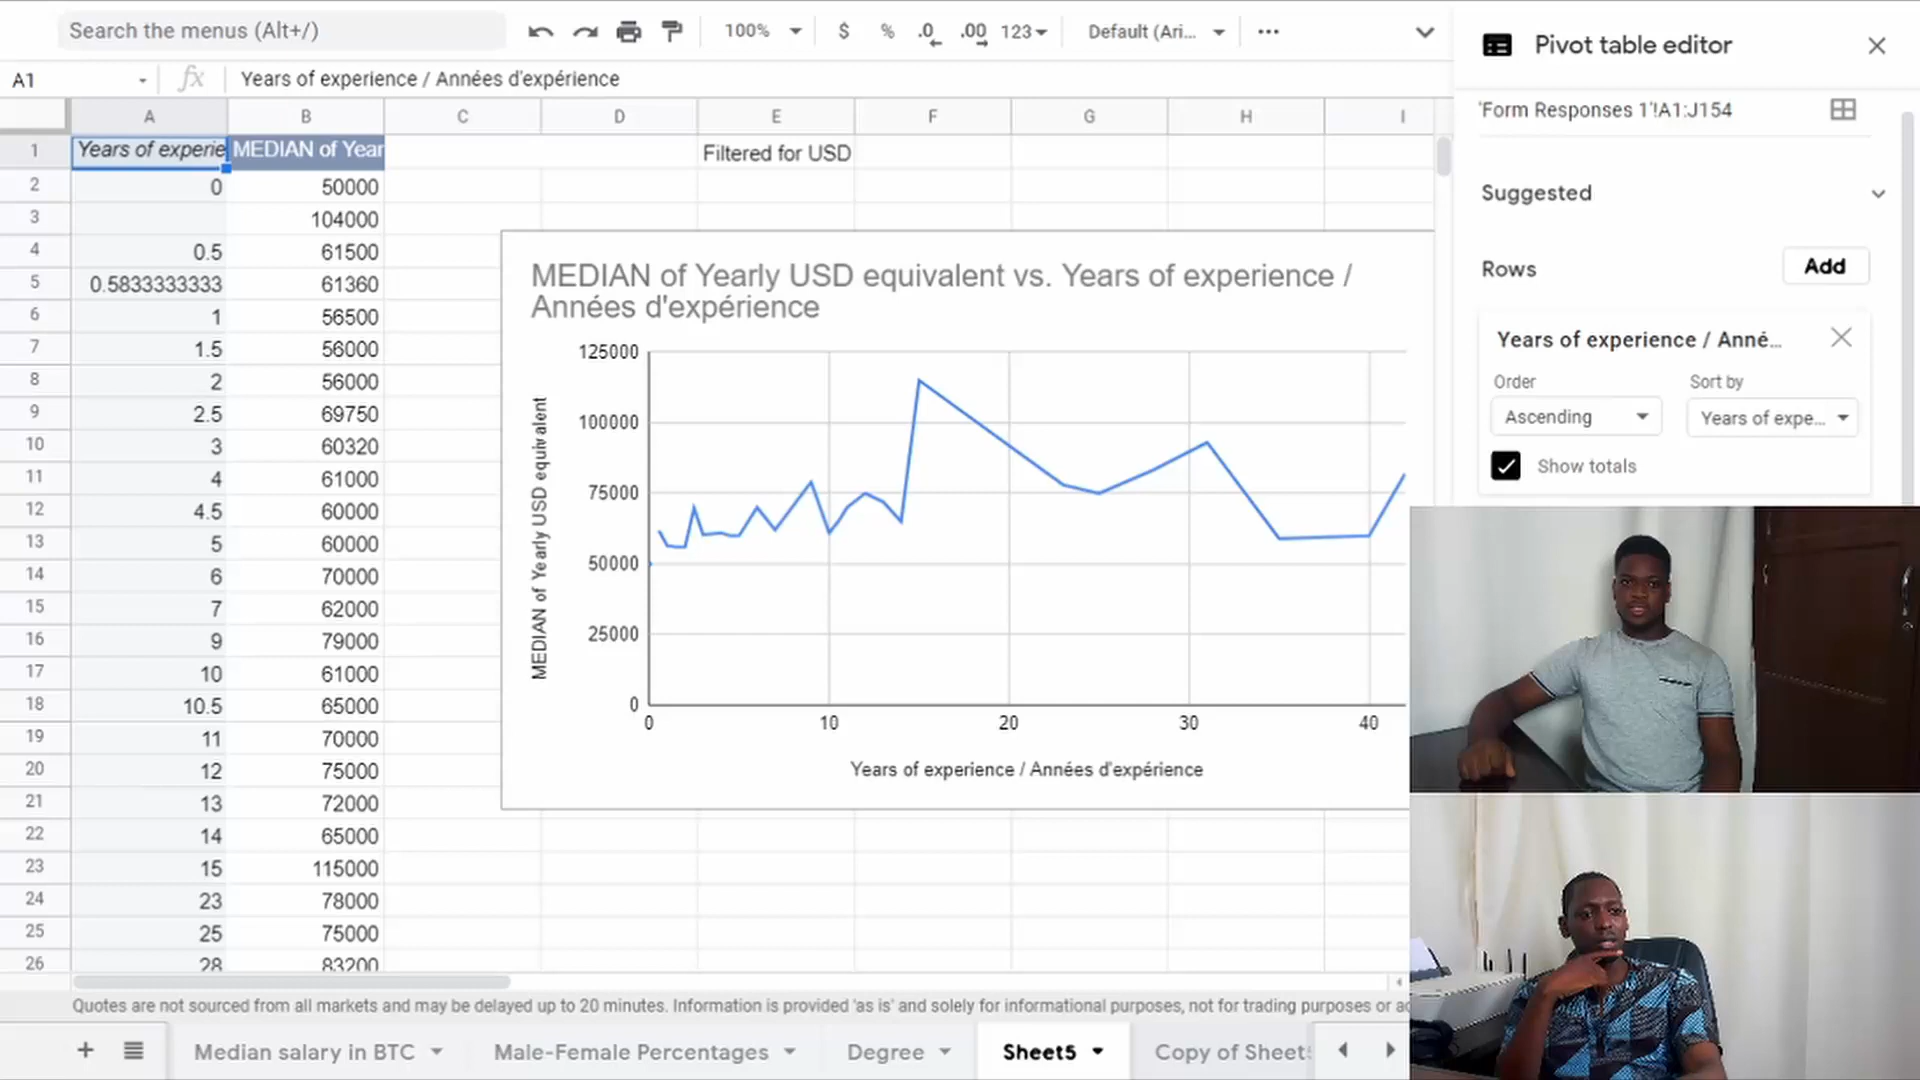 Search the menus (Alt+/)
100%
$
%
.0
.00
123
Default (Ari...
A1
fx
Years of experience / Années d'expérience
A B C D E F G H I
1 Years of experie MEDIAN of Year Filtered for USD
2 0 50000
3 104000
4 0.5 61500
5 0.5833333333 61360
6 1 56500
7 1.5 56000
8 2 56000
9 2.5 69750
10 3 60320
11 4 61000
12 4.5 60000
13 5 60000
14 6 70000
15 7 62000
16 9 79000
17 10 61000
18 10.5 65000
19 11 70000
20 12 75000
21 13 72000
22 14 65000
23 15 115000
24 23 78000
25 25 75000
26 28 83200
MEDIAN of Yearly USD equivalent vs. Years of experience /
Années d'expérience
MEDIAN of Yearly USD equivalent
125000
100000
75000
50000
25000
0
0 10 20 30 40
Years of experience / Années d'expérience
Quotes are not sourced from all markets and may be delayed up to 20 minutes. Information is provided 'as is' and solely for informational purposes, not for trading purposes or
Median salary in BTC
Male-Female Percentages
Degree
Sheet5
Copy of Sheet
Pivot table editor
'Form Responses 1'!A1:J154
Suggested
Rows
Add
Years of experience / Anné...
Order
Sort by
Ascending
Years of expe...
Show totals